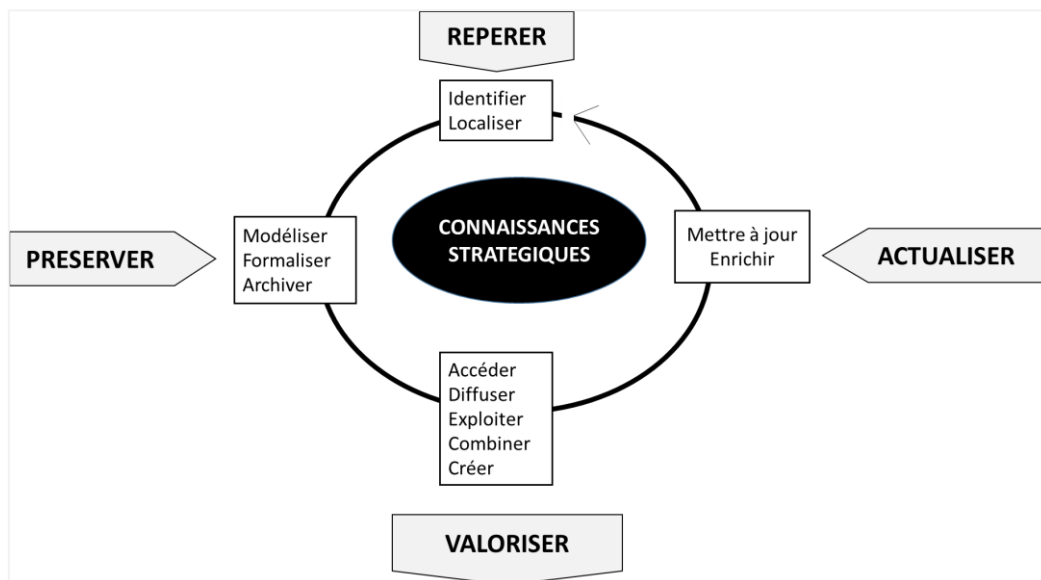 REPERER
Identifier
Localiser
CONNAISSANCES
STRATEGIQUES
PRESERVER
Modéliser
Formaliser
Archiver
Mettre à jour
Enrichir
ACTUALISER
Accéder
Diffuser
Exploiter
Combiner
Créer
VALORISER